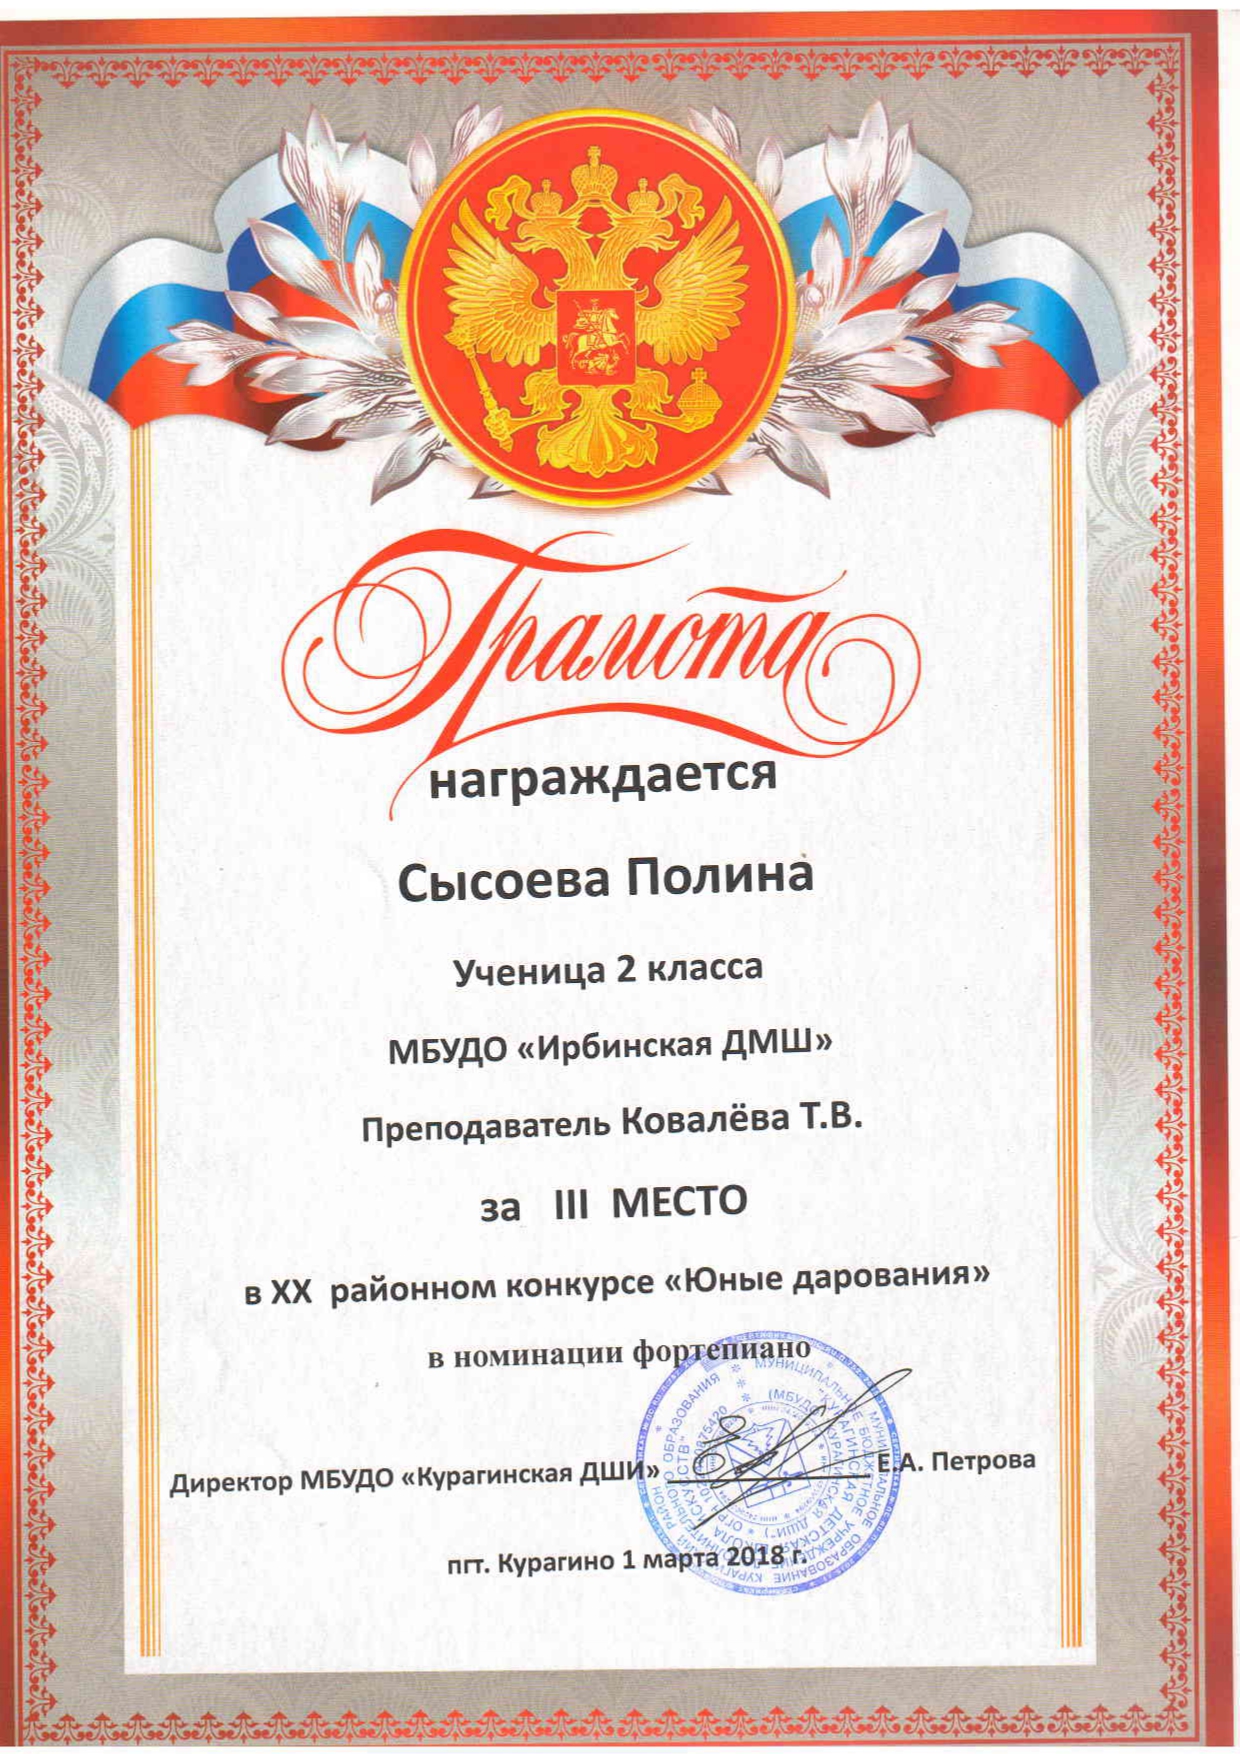 Грамота
награждается
Сысоева Полина
Ученица 2 класса
МБУДО «Ирбинская ДМШ»
Преподаватель Ковалёва Т.В.
за III МЕСТО
в XX районном конкурсе «Юные дарования»
в номинации фортепиано
Директор МБУДО «Курагинская ДШИ» Е.А. Петрова
пгт. Курагино 1 марта 2018 г.